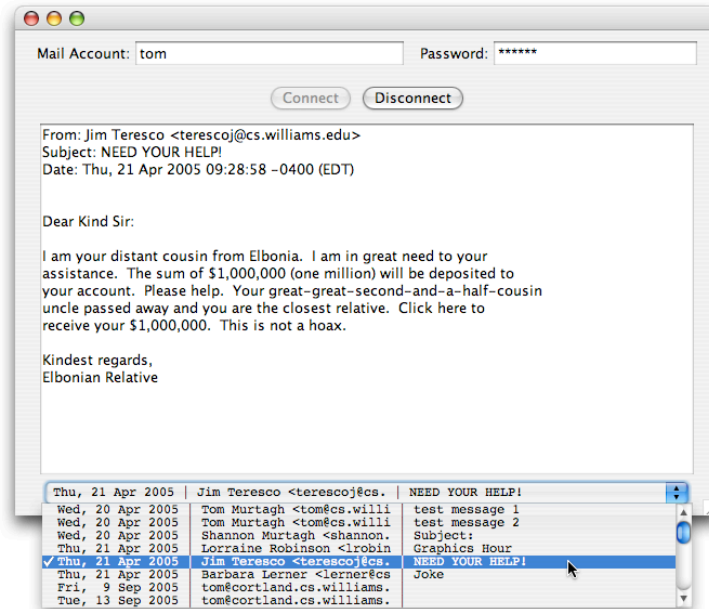 Mail Account: tom Password: ******
Connect Disconnect
From: Jim Teresco <terescoj@cs.williams.edu>
Subject: NEED YOUR HELP!
Date: Thu, 21 Apr 2005 09:28:58 -0400 (EDT)
Dear Kind Sir:
I am your distant cousin from Elbonia.  I am in great need to your
assistance.  The sum of $1,000,000 (one million) will be deposited to
your account.  Please help.  Your great-great-second-and-a-half-cousin
uncle passed away and you are the closest relative.  Click here to
receive your $1,000,000.  This is not a hoax.
Kindest regards,
Elbonian Relative
Thu, 21 Apr 2005 | Jim Teresco <terescoj@cs. | NEED YOUR HELP!
Wed, 20 Apr 2005 | Tom Murtagh <tom@cs.willi | test message 1
Wed, 20 Apr 2005 | Tom Murtagh <tom@cs.willi | test message 2
Wed, 20 Apr 2005 | Shannon Murtagh <shannon. | Subject:
Thu, 21 Apr 2005 | Lorraine Robinson <lrobin | Graphics Hour
✓Thu, 21 Apr 2005 | Jim Teresco <terescoj@cs. | NEED YOUR HELP!
Thu, 21 Apr 2005 | Barbara Lerner <lerner@cs | Joke
Fri,  9 Sep 2005 | tom@cortland.cs.williams. |
Tue, 13 Sep 2005 | tom@cortland.cs.williams. |